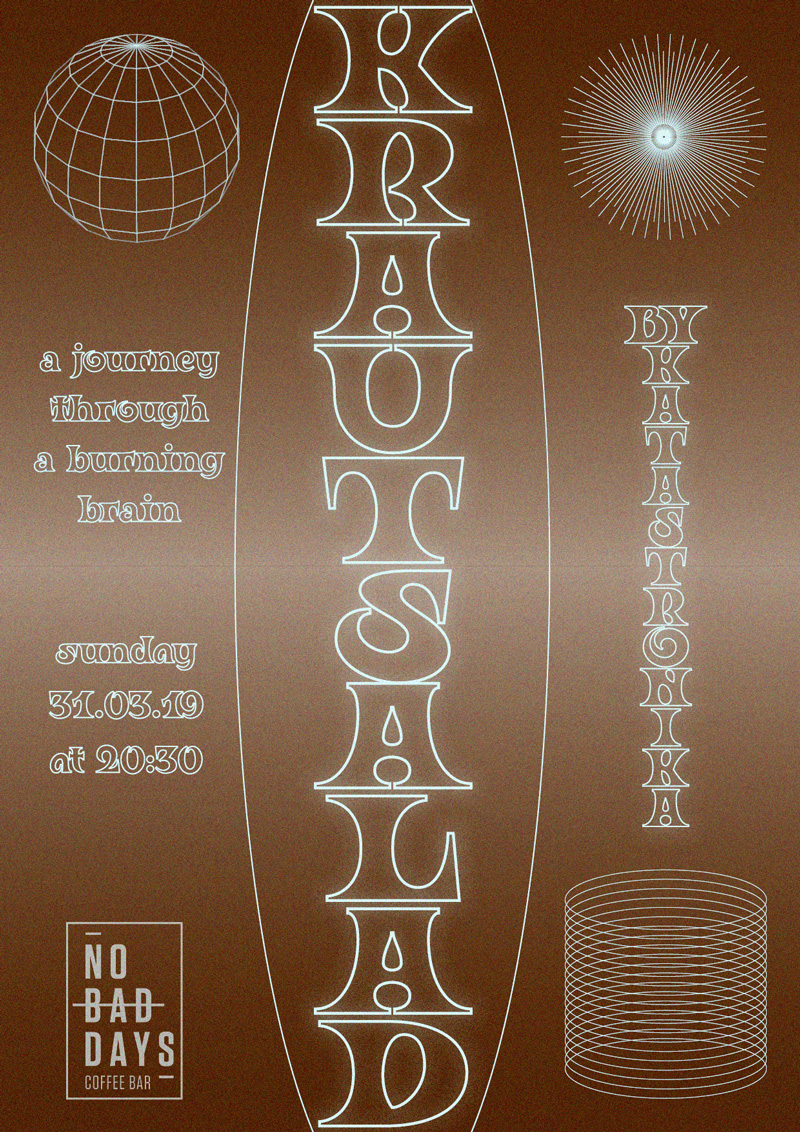 KRAUTSALAD
a journey
through
a burning
brain
BY
KATASTRONIKA
sunday
31.03.19
at 20:30
NO
BAD
DAYS
COFFEE BAR